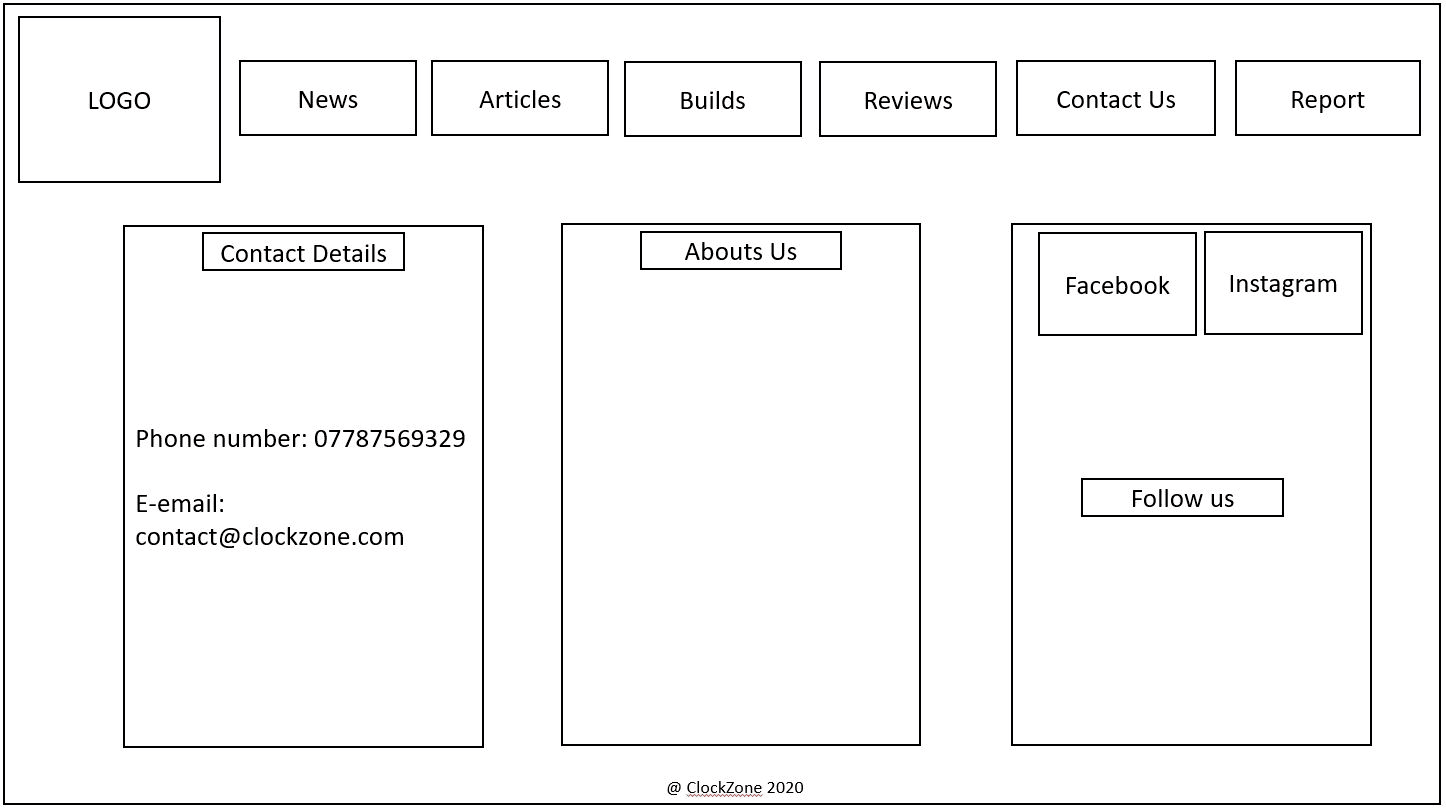 LOGO
News
Articles
Builds
Reviews
Contact Us
Report
Contact Details
Phone number: 07787569329
E-email:
contact@clockzone.com
Abouts Us
Facebook
Instagram
Follow us
@ ClockZone 2020